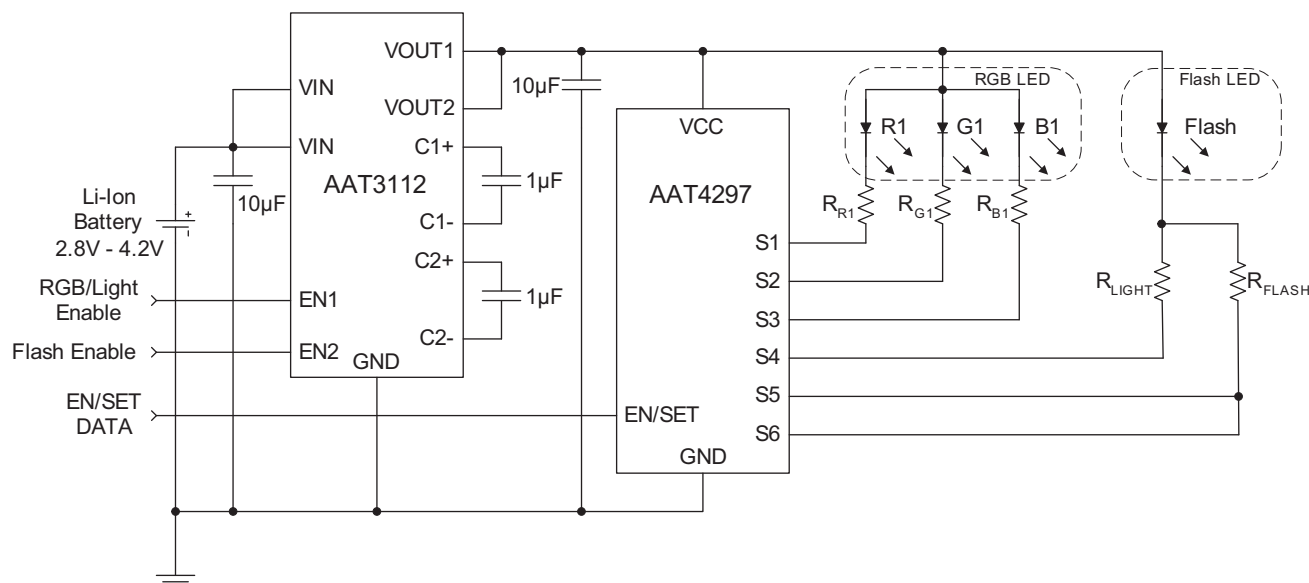 VOUT1
VIN
10µF
VOUT2
RGB LED
Flash LED
VCC
R1
G1
B1
Flash
VIN
C1+
AAT3112
1µF
10µF
AAT4297
Li-Ion
Battery
2.8V - 4.2V
+
-
C1-
RR1
RG1
RB1
S1
C2+
S2
RLIGHT
RFLASH
RGB/Light
Enable
EN1
1µF
S3
C2-
Flash Enable
EN2
GND
S4
S5
EN/SET
DATA
EN/SET
S6
GND